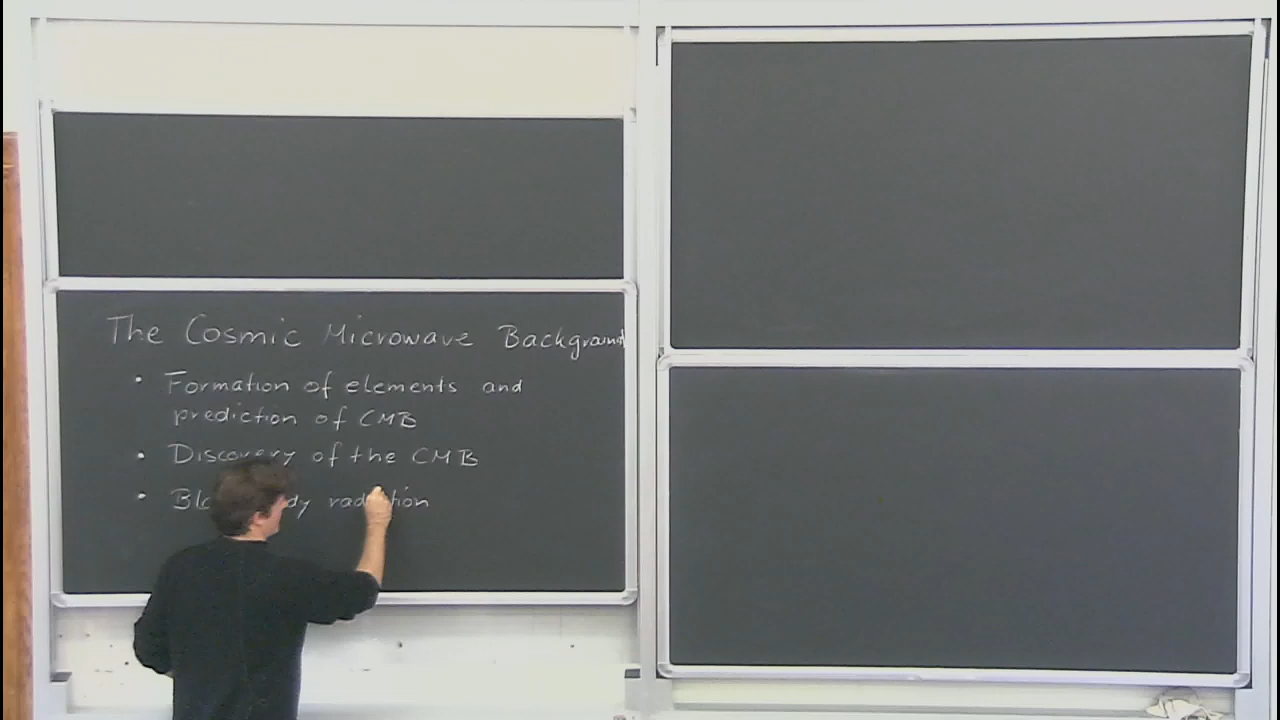 The Cosmic Microwave Background
• Formation of elements and
prediction of CMB
• Discovery of the CMB
• radiation